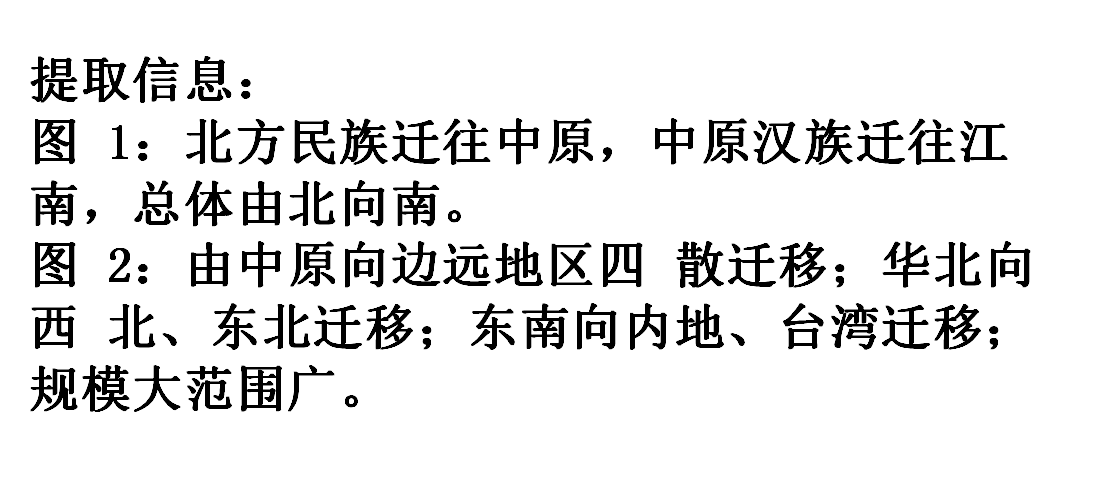 提取信息：
图 1：北方民族迁往中原，中原汉族迁往江
南，总体由北向南。
图 2：由中原向边远地区四 散迁移；华北向
西 北、东北迁移；东南向内地、台湾迁移；
规模大范围广。